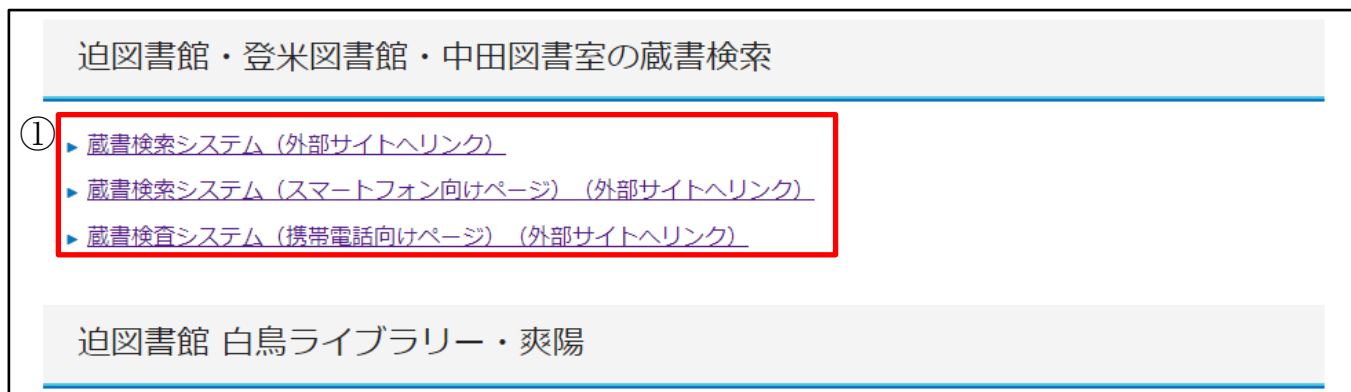 迫図書館・登米図書館・中田図書室の蔵書検索
①
蔵書検索システム（外部サイトへリンク）
蔵書検索システム（スマートフォン向けページ）（外部サイトへリンク）
蔵書検査システム（携帯電話向けページ）（外部サイトへリンク）
迫図書館 白鳥ライブラリー・爽陽